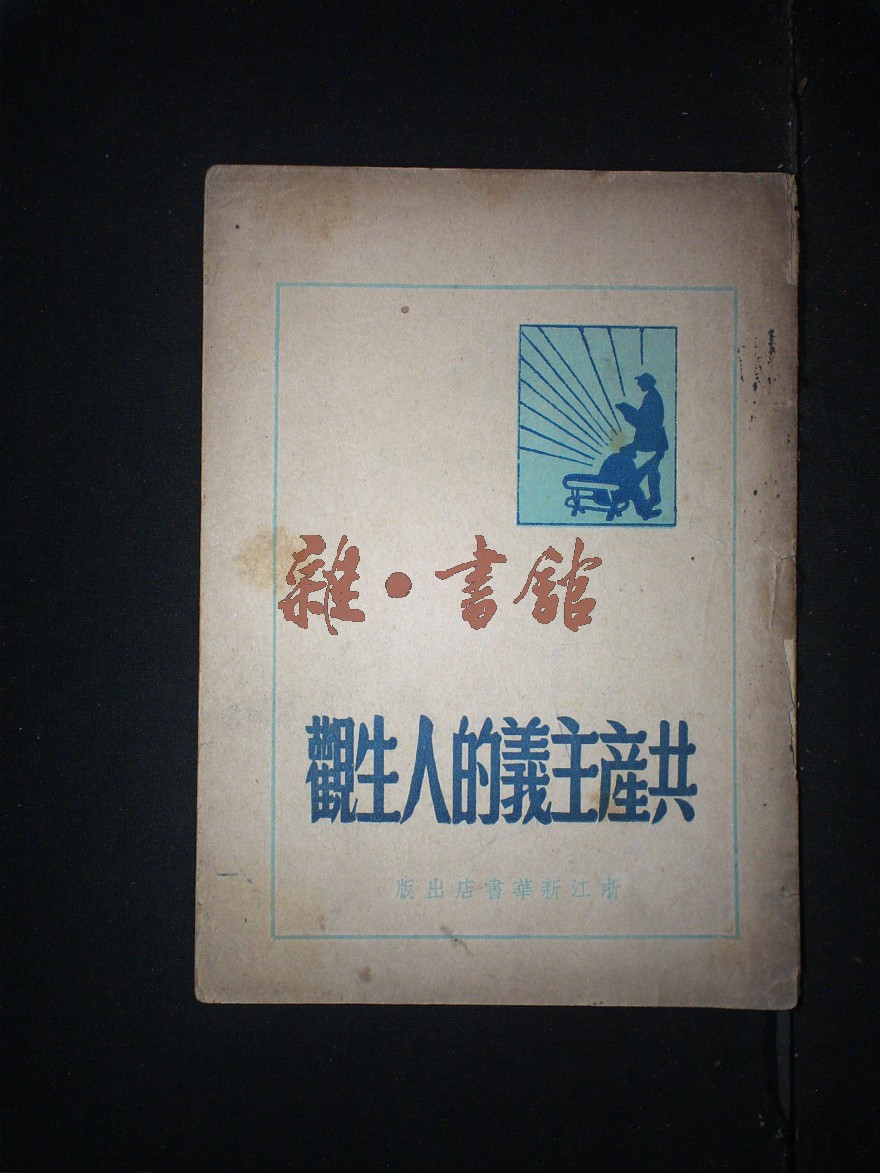 雜·書館
共產主義的人生觀
浙江新華書店出版